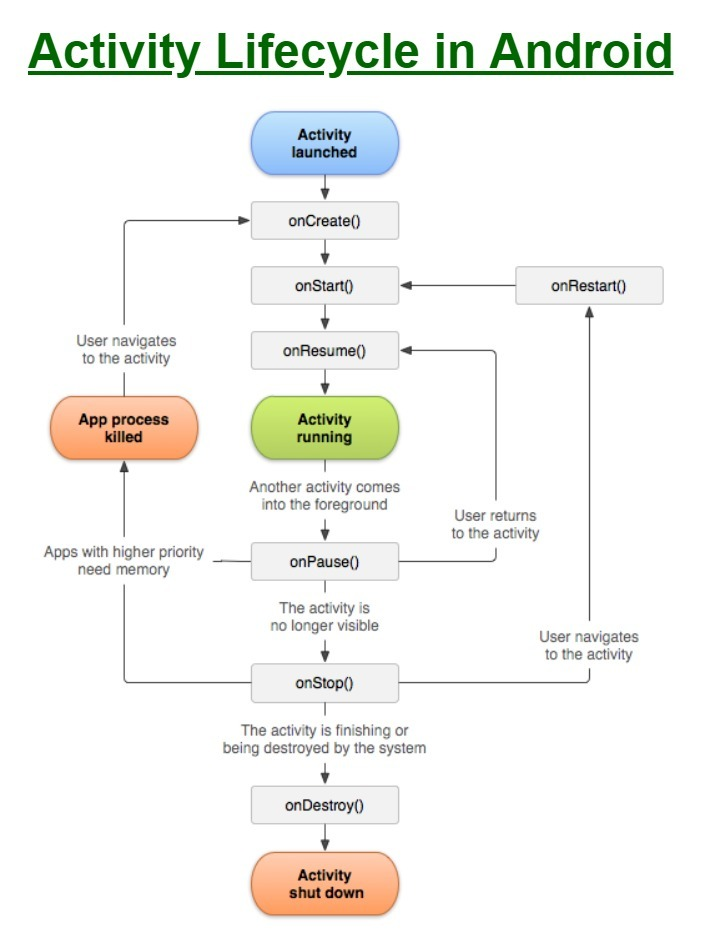 Activity Lifecycle in Android
Activity
launched
onCreate()
onStart()
onRestart()
User navigates
to the activity
onResume()
App process
killed
Activity
running
Another activity comes
into the foreground
User returns
to the activity
Apps with higher priority
need memory
onPause()
The activity is
no longer visible
User navigates
to the activity
onStop()
The activity is finishing or
being destroyed by the system
onDestroy()
Activity
shut down